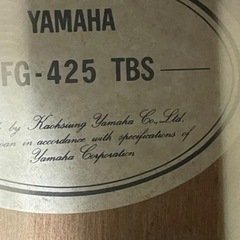 YAMAHA
FG-425 TBS
by Kaohsiung Yamaha Co., Ltd.
in accordance with specifications of
Yamaha Corporation